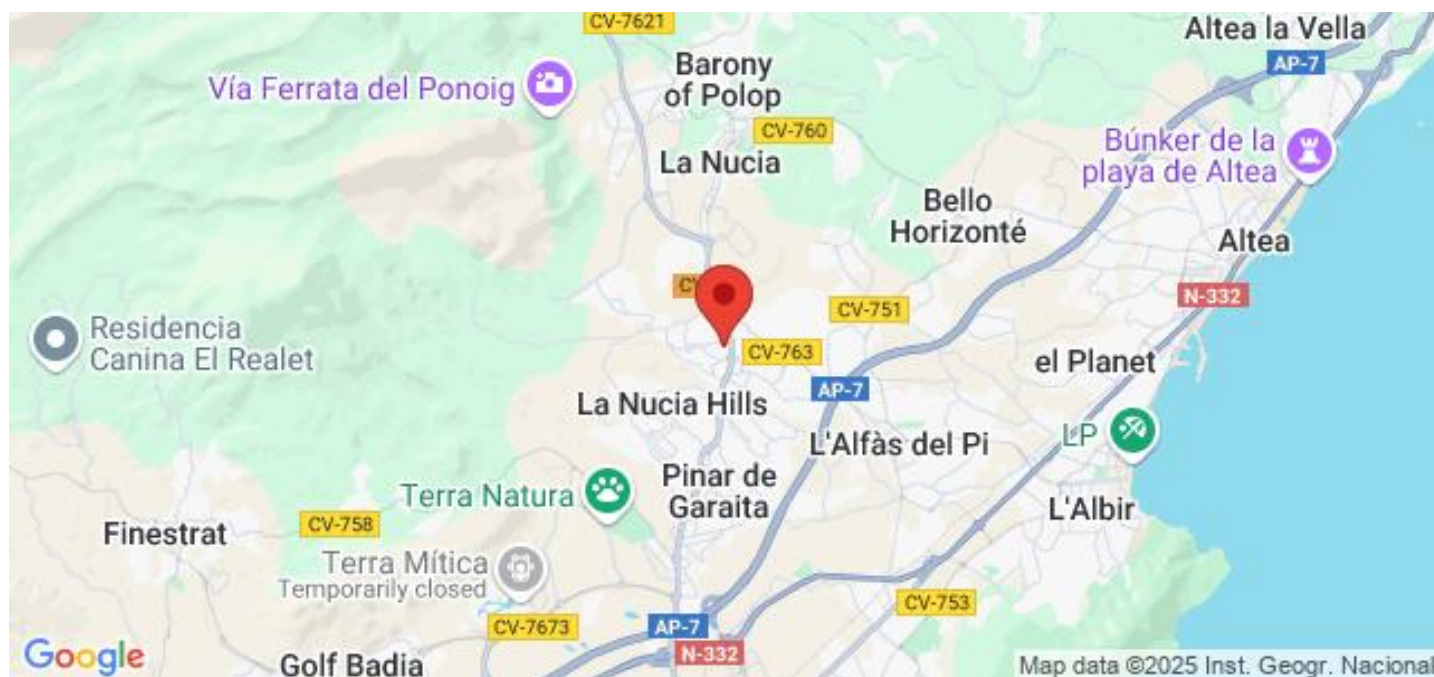 CV-7621
Altea la Vella
AP-7
Barony
of Polop
Vía Ferrata del Ponoig
CV-760
Búnker de la
playa de Altea
La Nucia
Bello
Horizonté
Altea
N-332
CV-751
Residencia
Canina El Realet
CV-763
el Planet
AP-7
La Nucia Hills
LP
L'Alfàs del Pi
Pinar de
Garaita
Terra Natura
L'Albir
CV-758
Finestrat
Terra Mítica
Temporarily closed
CV-753
CV-7673
AP-7
N-332
Google
Golf Badia
Map data ©2025 Inst. Geogr. Nacional